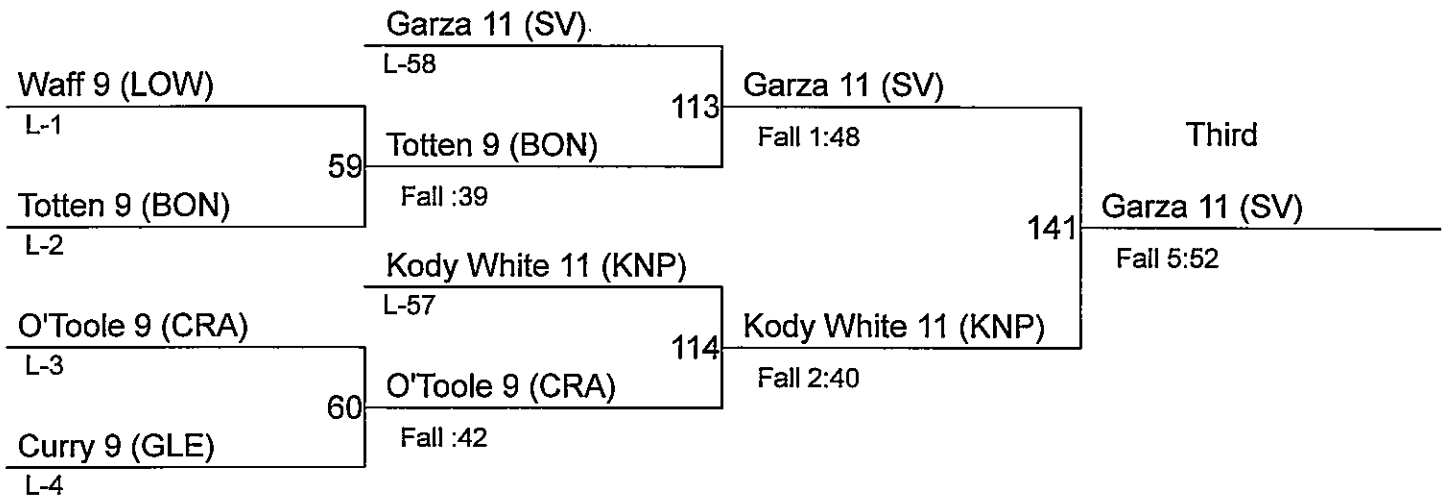 Garza 11 (SV)
L-58
Waff 9 (LOW)
L-1
113
Garza 11 (SV)
Fall 1:48
Third
59
Totten 9 (BON)
Fall :39
Totten 9 (BON)
L-2
141
Garza 11 (SV)
Fall 5:52
Kody White 11 (KNP)
L-57
O'Toole 9 (CRA)
L-3
114
Kody White 11 (KNP)
Fall 2:40
60
O'Toole 9 (CRA)
Fall :42
Curry 9 (GLE)
L-4